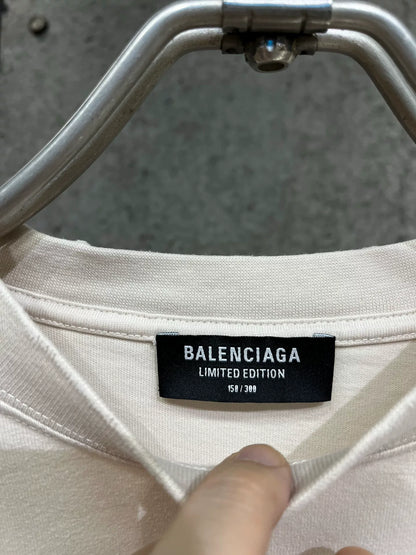 BALENCIAGA
LIMITED EDITION
150 / 300